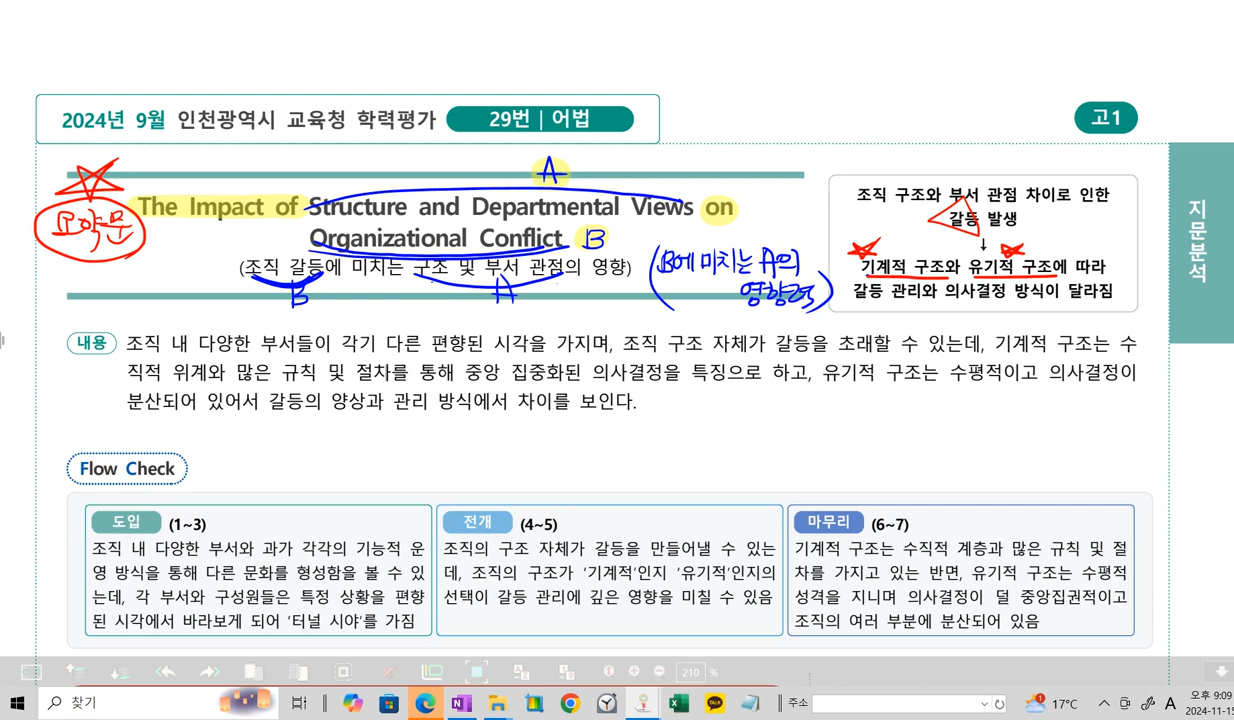 2024년 9월 인천광역시 교육청 학력평가 29번 | 어법
고1
A
The Impact of Structure and Departmental Views on
Organizational Conflict B
(조직 갈등에 미치는 구조 및 부서 관점의 영향)
B A
요약문
(B에 미치는 A의
영향력)
조직 구조와 부서 관점 차이로 인한
갈등 발생
↓
기계적 구조와 유기적 구조에 따라
갈등 관리와 의사결정 방식이 달라짐
지문분석
내용 조직 내 다양한 부서들이 각기 다른 편향된 시각을 가지며, 조직 구조 자체가 갈등을 초래할 수 있는데, 기계적 구조는 수
직적 위계와 많은 규칙 및 절차를 통해 중앙 집중화된 의사결정을 특징으로 하고, 유기적 구조는 수평적이고 의사결정이
분산되어 있어서 갈등의 양상과 관리 방식에서 차이를 보인다.
Flow Check
도입 (1~3)
조직 내 다양한 부서와 과가 각각의 기능적 운
영 방식을 통해 다른 문화를 형성함을 볼 수 있
는데, 각 부서와 구성원들은 특정 상황을 편향
된 시각에서 바라보게 되어 '터널 시야'를 가짐
전개 (4~5)
조직의 구조 자체가 갈등을 만들어낼 수 있는
데, 조직의 구조가 '기계적'인지 '유기적'인지의
선택이 갈등 관리에 깊은 영향을 미칠 수 있음
마무리 (6~7)
기계적 구조는 수직적 계층과 많은 규칙 및 절
차를 가지고 있는 반면, 유기적 구조는 수평적
성격을 지니며 의사결정이 덜 중앙집권적이고
조직의 여러 부분에 분산되어 있음
210 %
찾기
주소
17°C
A
오후 9:09
2024-11-15